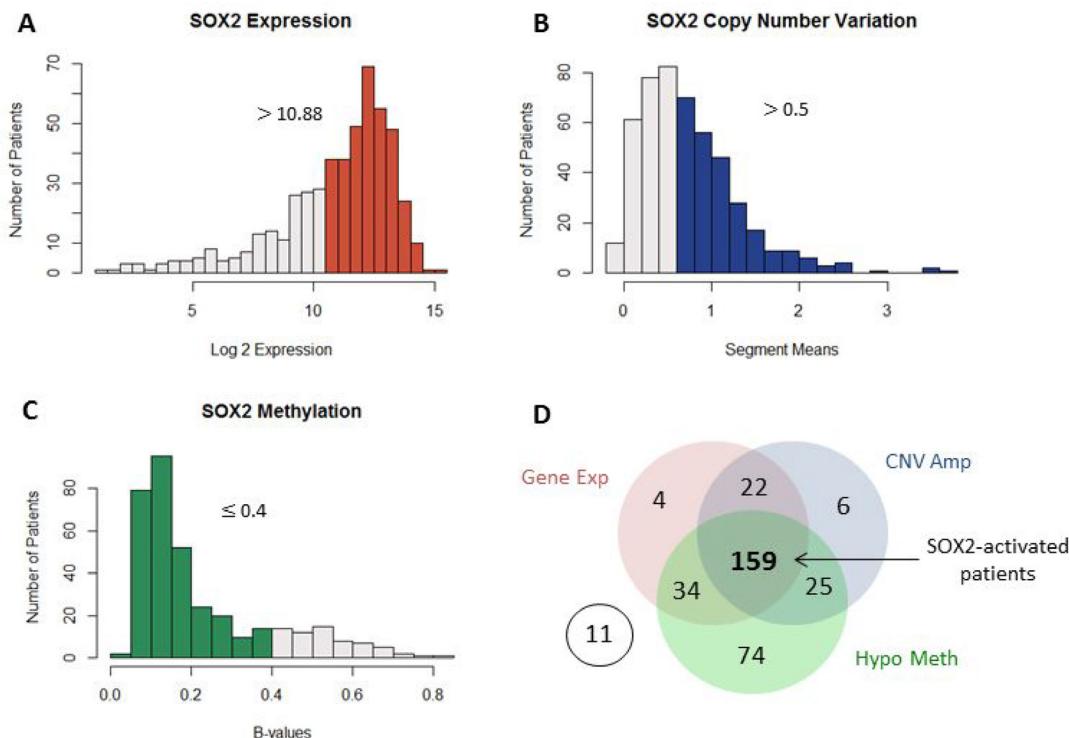 A
SOX2 Expression
Number of Patients
70
50
30
10
0
> 10.88
5
10
15
Log 2 Expression
B
SOX2 Copy Number Variation
Number of Patients
80
60
40
20
0
> 0.5
0
1
2
3
Segment Means
C
SOX2 Methylation
Number of Patients
80
60
40
20
0
≤ 0.4
0.0
0.2
0.4
0.6
0.8
B-values
D
Gene Exp
CNV Amp
4
22
6
159
SOX2-activated
patients
34
25
11
74
Hypo Meth